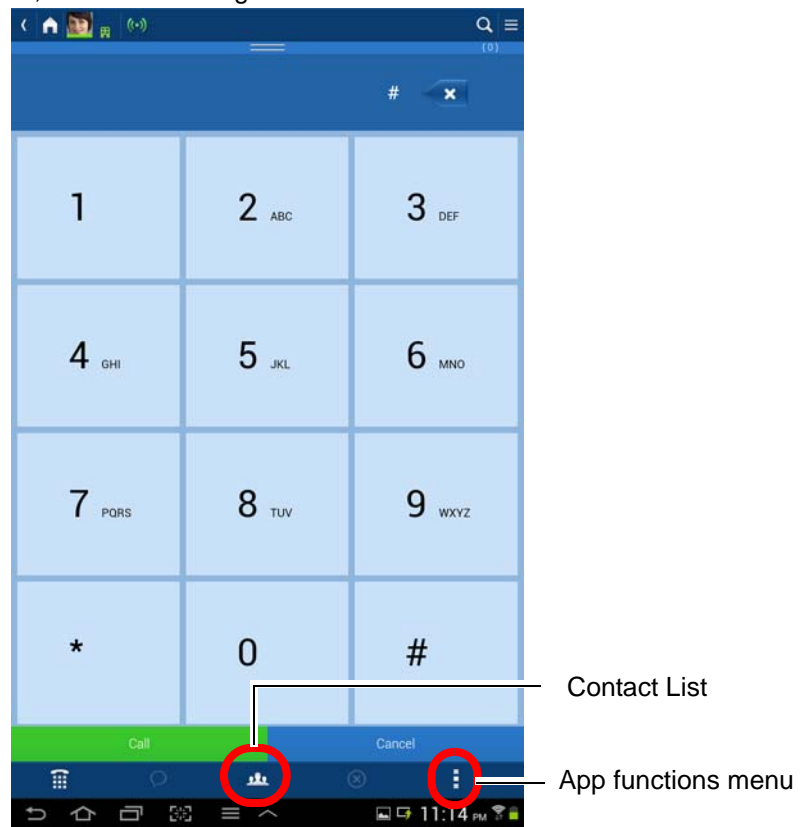 (0)
#
1
2 ABC
3 DEF
4 GHI
5 JKL
6 MNO
7 PQRS
8 TUV
9 WXYZ
*
0
#
Contact List
Call
Cancel
App functions menu
11:14 PM